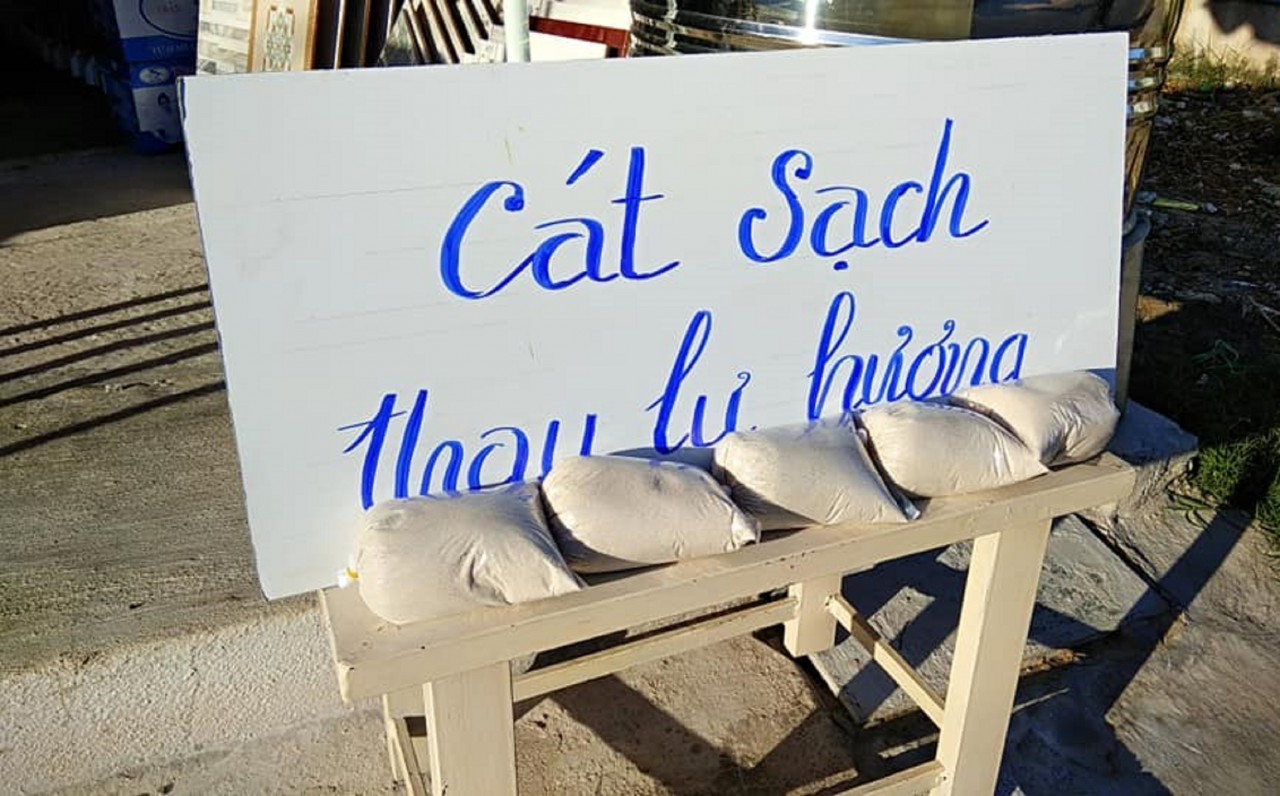 Cát Sạch
thay lư hương